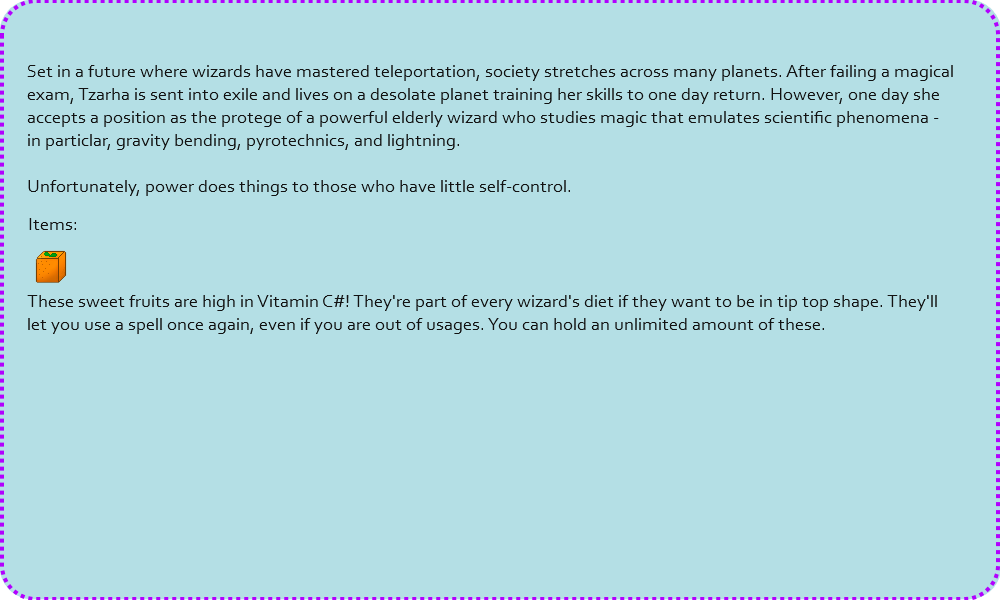 Set in a future where wizards have mastered teleportation, society stretches across many planets. After failing a magical
exam, Tzarha is sent into exile and lives on a desolate planet training her skills to one day return. However, one day she
accepts a position as the protege of a powerful elderly wizard who studies magic that emulates scientific phenomena -
in particlar, gravity bending, pyrotechnics, and lightning.
Unfortunately, power does things to those who have little self-control.
Items:
These sweet fruits are high in Vitamin C#! They're part of every wizard's diet if they want to be in tip top shape. They'll
let you use a spell once again, even if you are out of usages. You can hold an unlimited amount of these.